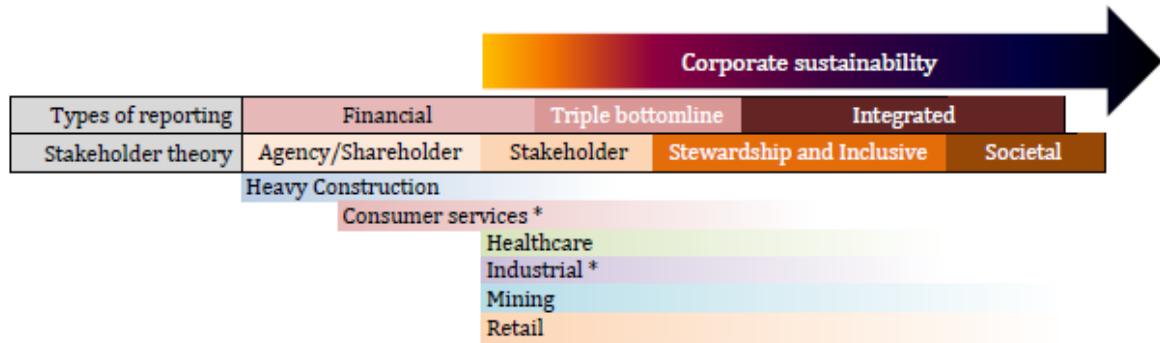 Corporate sustainability
Types of reporting Financial Triple bottomline Integrated
Stakeholder theory Agency/Shareholder Stakeholder Stewardship and Inclusive Societal
Heavy Construction
Consumer services *
Healthcare
Industrial *
Mining
Retail